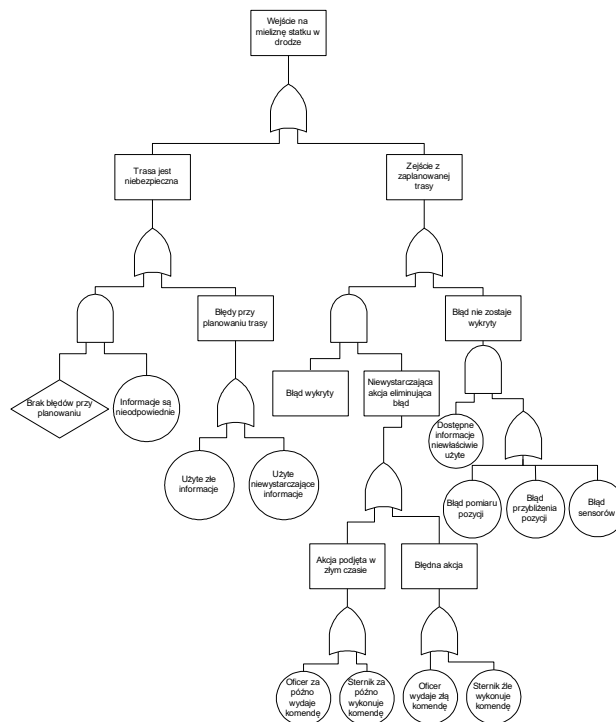 Wejście na
mieliznę statku w
drodze
Trasa jest
niebezpieczna
Zejście z
zaplanowanej
trasy
Błędy przy
planowaniu trasy
Błąd nie zostaje
wykryty
Brak błędów przy
planowaniu
Informacje są
nieodpowiednie
Błąd wykryty
Niewystarczająca
akcja eliminująca
błąd
Dostępne
informacje
niewłaściwie
użyte
Użyte złe
informacje
Użyte
niewystarczające
informacje
Błąd pomiaru
pozycji
Błąd
przybliżenia
pozycji
Błąd
sensorów
Akcja podjęta w
złym czasie
Błędna akcja
Oficer za
późno
wydaje
komendę
Sternik za
późno
wykonuje
komendę
Oficer
wydaje złą
komendę
Sternik źle
wykonuje
komendę